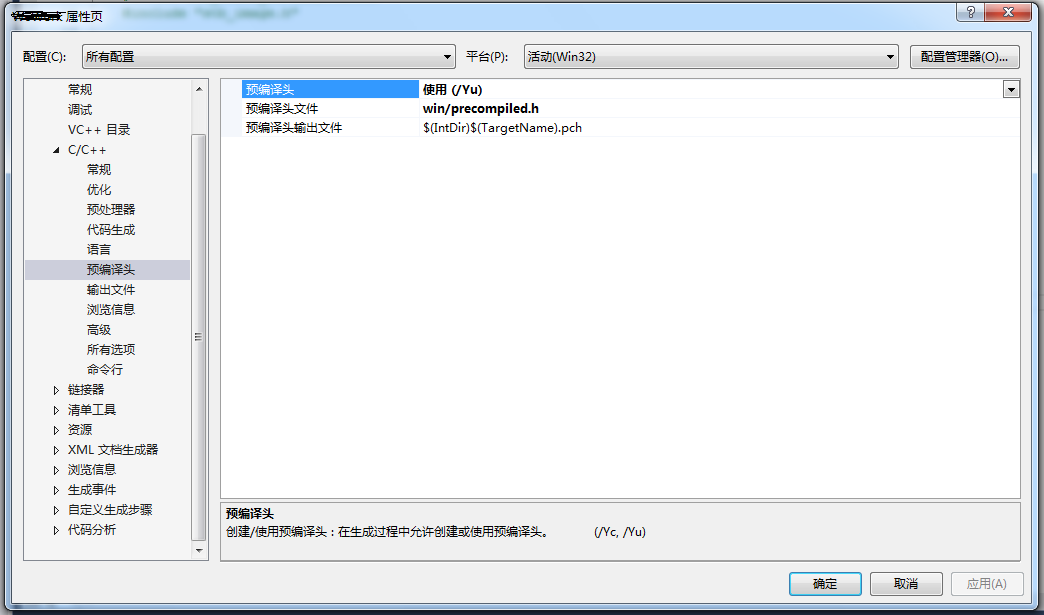 属性页
配置(C):
所有配置
平台(P):
活动(Win32)
配置管理器(O)...
常规
调试
VC++ 目录
C/C++
常规
优化
预处理器
代码生成
语言
预编译头
输出文件
浏览信息
高级
所有选项
命令行
链接器
清单工具
资源
XML 文档生成器
浏览信息
生成事件
自定义生成步骤
代码分析
预编译头 使用 (/Yu)
预编译头文件 win/precompiled.h
预编译头输出文件 $(IntDir)$(TargetName).pch
预编译头
创建/使用预编译头：在生成过程中允许创建或使用预编译头。 (/Yc, /Yu)
确定
取消
应用(A)